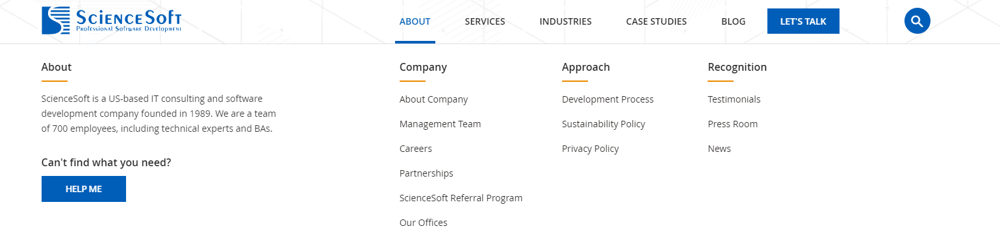 ScienceSoft
Professional Software Development
ABOUT
SERVICES
INDUSTRIES
CASE STUDIES
BLOG
LET'S TALK
About
ScienceSoft is a US-based IT consulting and software
development company founded in 1989. We are a team
of 700 employees, including technical experts and BAs.
Can't find what you need?
HELP ME
Company
About Company
Management Team
Careers
Partnerships
ScienceSoft Referral Program
Our Offices
Approach
Development Process
Sustainability Policy
Privacy Policy
Recognition
Testimonials
Press Room
News